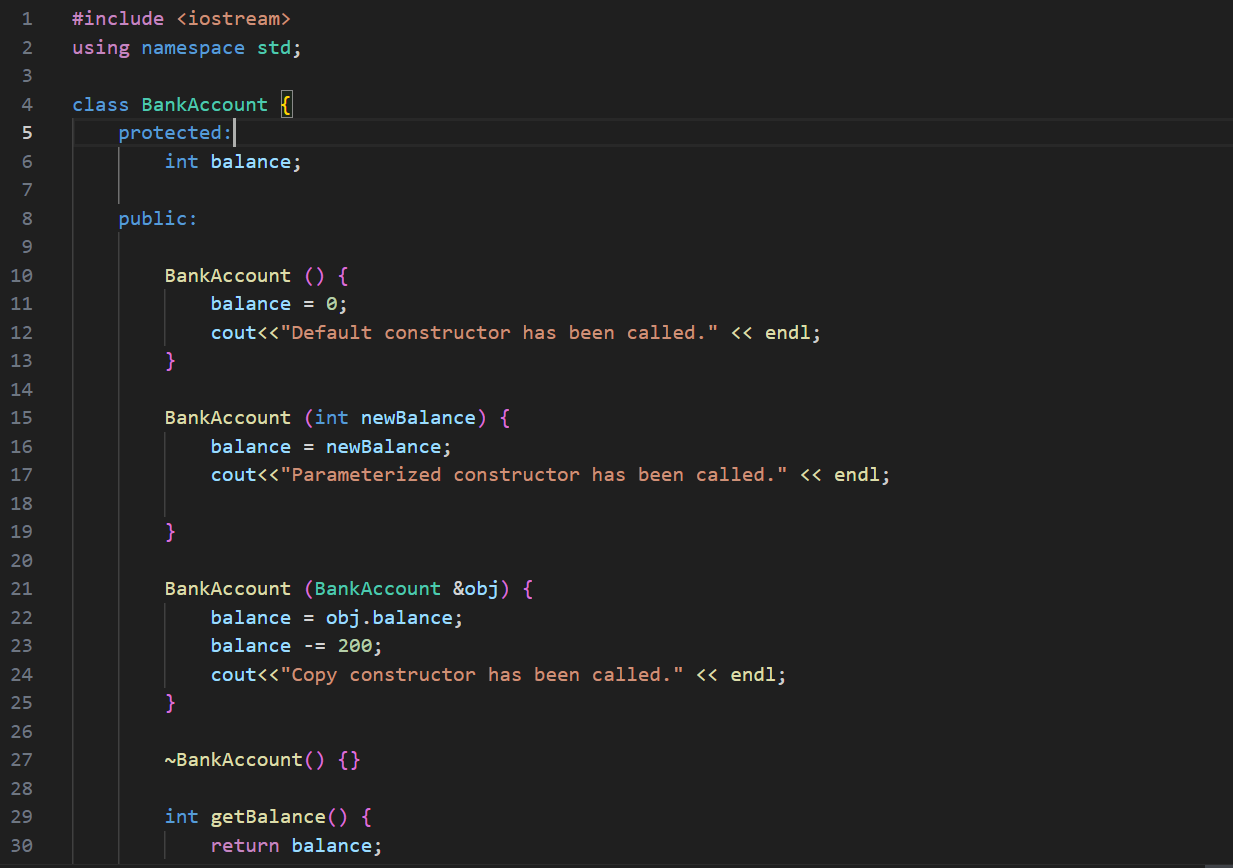 1 #include <iostream>
2 using namespace std;
3
4 class BankAccount {
5     protected:
6         int balance;
7
8     public:
9
10         BankAccount () {
11             balance = 0;
12             cout<<"Default constructor has been called." << endl;
13         }
14
15         BankAccount (int newBalance) {
16             balance = newBalance;
17             cout<<"Parameterized constructor has been called." << endl;
18
19         }
20
21         BankAccount (BankAccount &obj) {
22             balance = obj.balance;
23             balance -= 200;
24             cout<<"Copy constructor has been called." << endl;
25         }
26
27         ~BankAccount() {}
28
29         int getBalance() {
30             return balance;